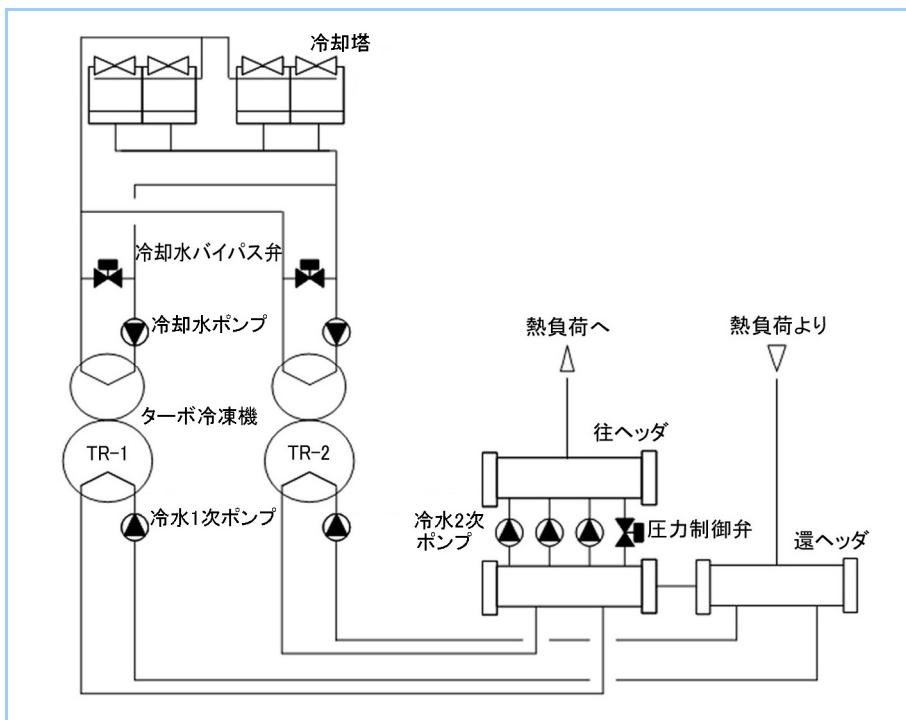 冷却塔
冷却水バイパス弁
冷却水ポンプ
熱負荷へ
熱負荷より
ターボ冷凍機
往ヘッダ
TR-1
TR-2
冷水1次ポンプ
冷水2次
ポンプ
圧力制御弁
還ヘッダ